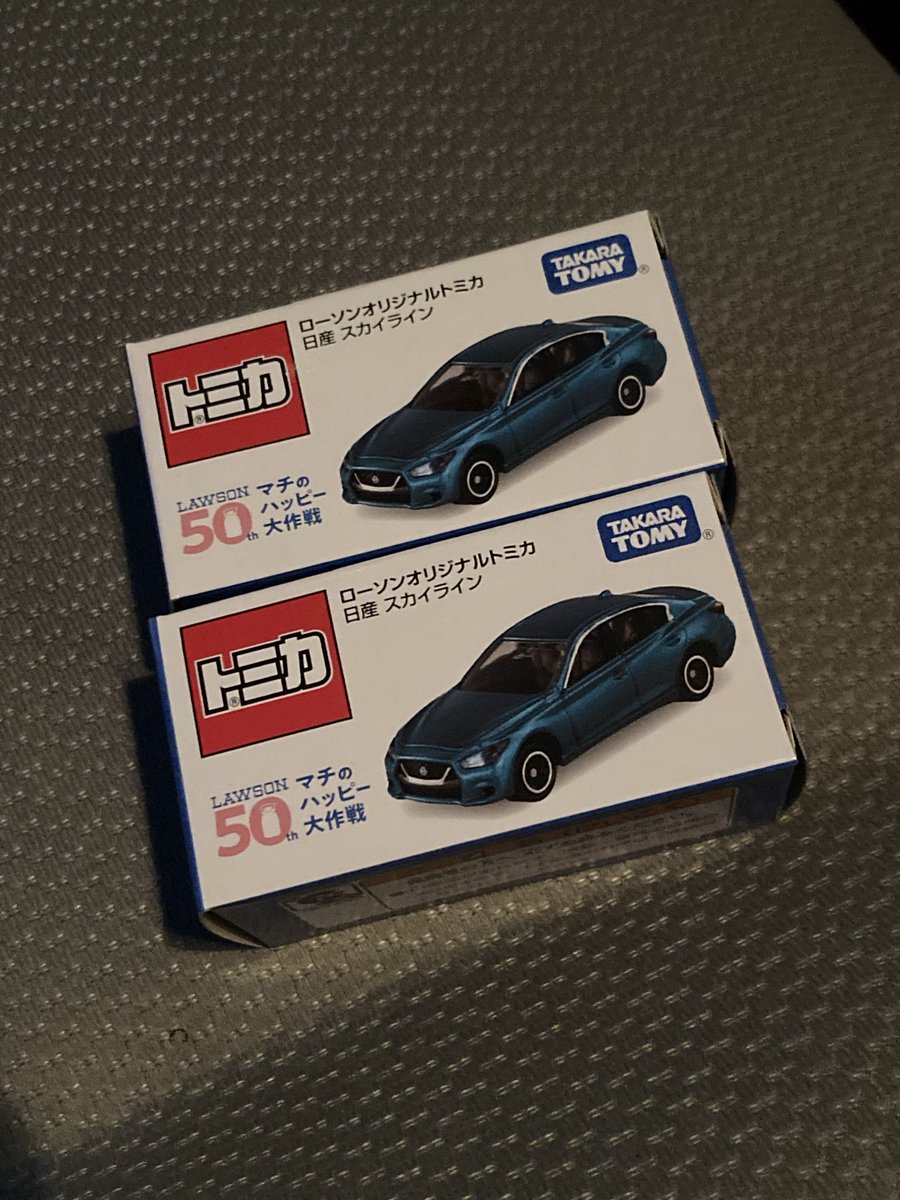 TAKARA
TOMY®
ローソンオリジナルトミカ
日産 スカイライン
トミカ®
LAWSON
50th
マチの
ハッピー
大作戦
TAKARA
TOMY®
ローソンオリジナルトミカ
日産 スカイライン
トミカ®
LAWSON
50th
マチの
ハッピー
大作戦